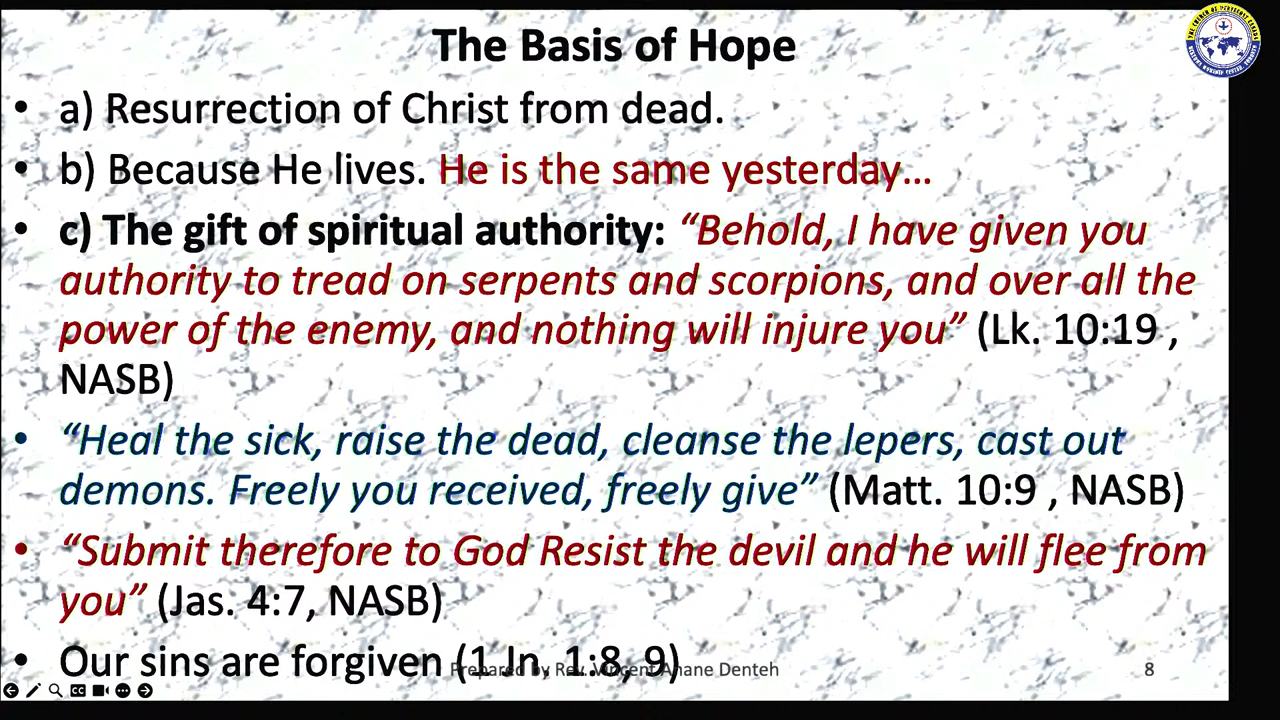 The Basis of Hope
• a) Resurrection of Christ from dead.
• b) Because He lives. He is the same yesterday...
• c) The gift of spiritual authority: “Behold, I have given you
authority to tread on serpents and scorpions, and over all the
power of the enemy, and nothing will injure you” (Lk. 10:19 ,
NASB)
• “Heal the sick, raise the dead, cleanse the lepers, cast out
demons. Freely you received, freely give” (Matt. 10:9 , NASB)
• “Submit therefore to God Resist the devil and he will flee from
you” (Jas. 4:7, NASB)
• Our sins are forgiven (1 Jn. 1:8, 9)
Prepared by Rev. Vincent Anane Denteh
8